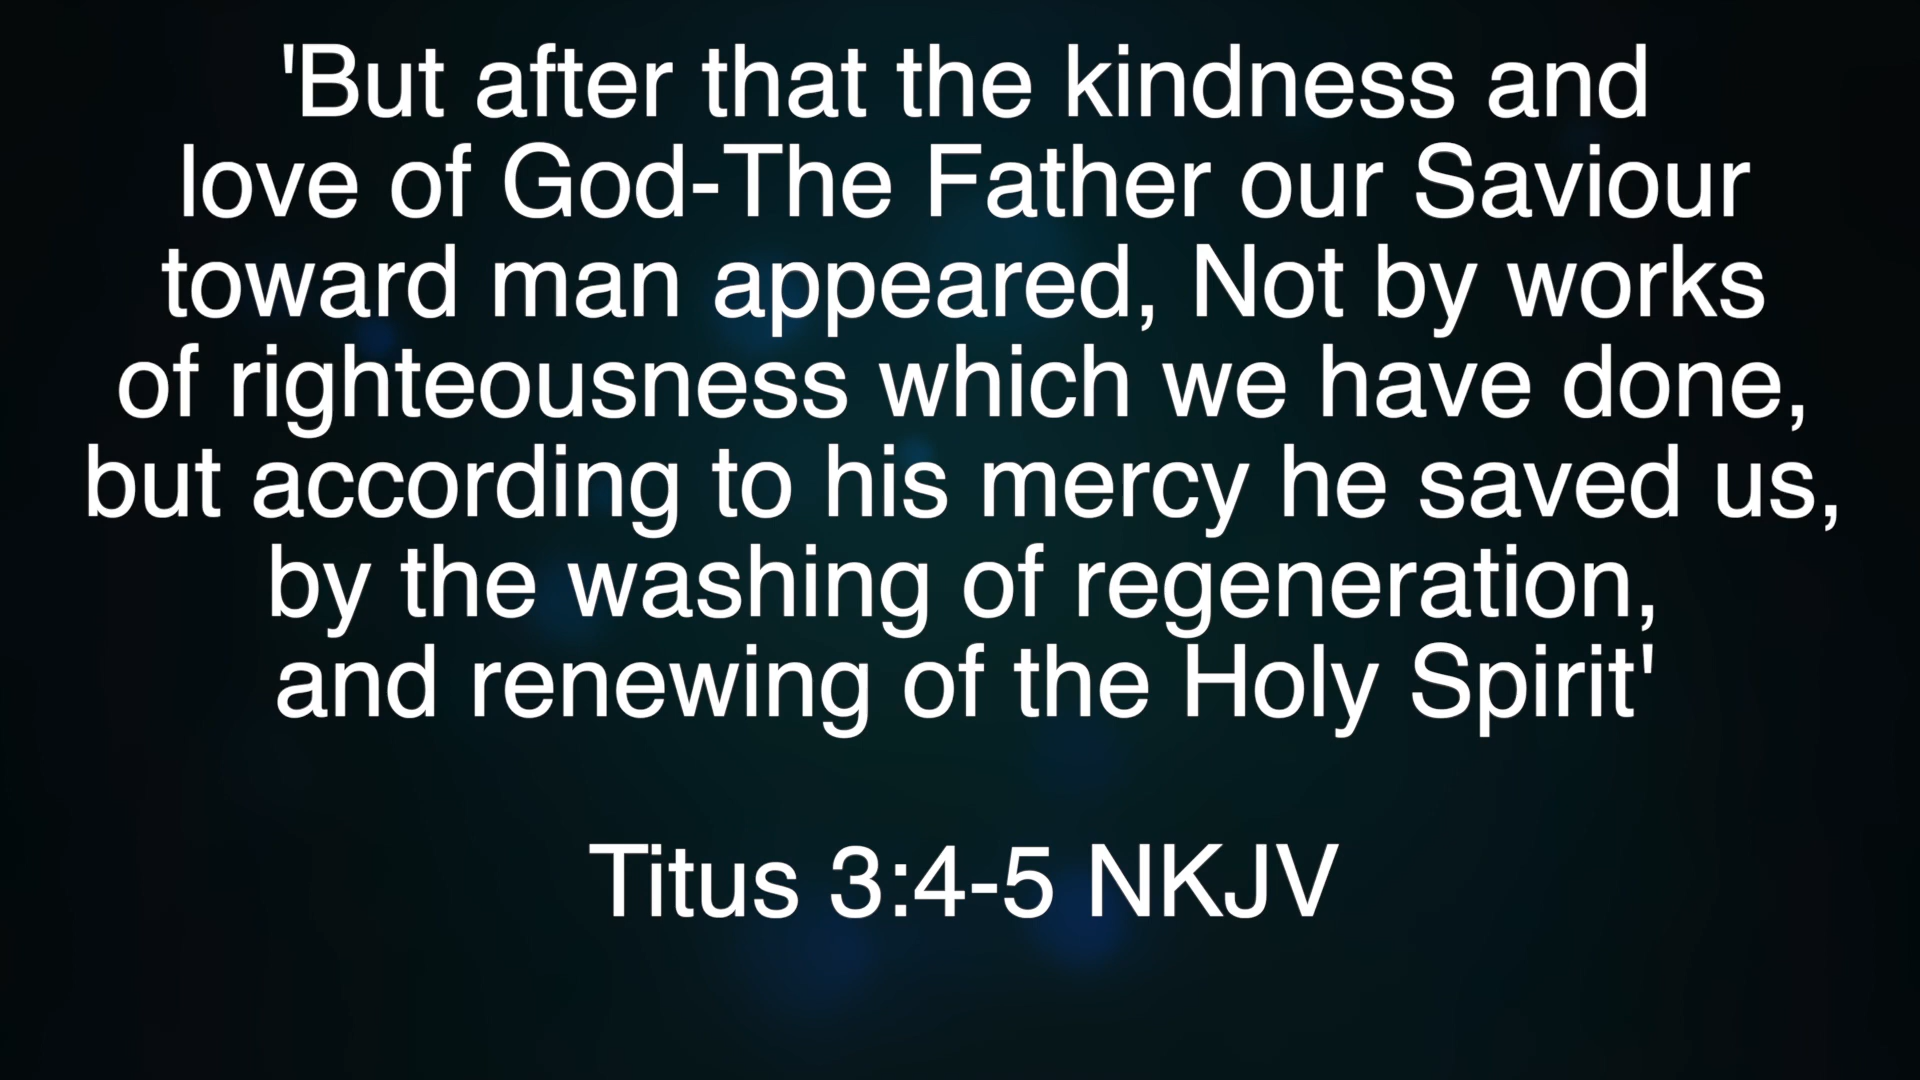 'But after that the kindness and
love of God-The Father our Saviour
toward man appeared, Not by works
of righteousness which we have done,
but according to his mercy he saved us,
by the washing of regeneration,
and renewing of the Holy Spirit'
Titus 3:4-5 NKJV